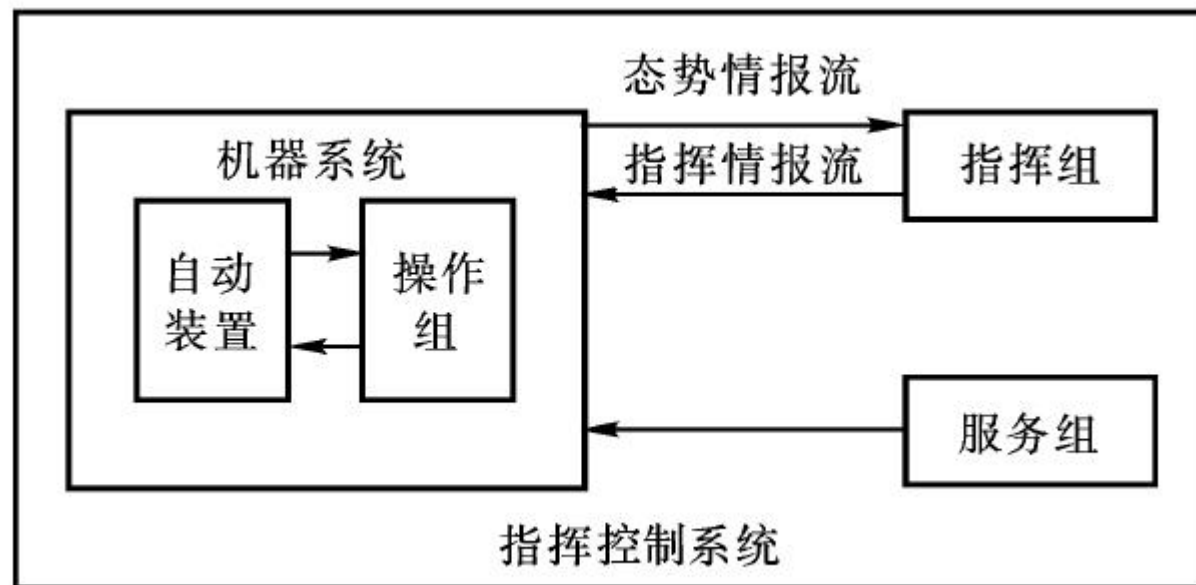 态势情报流
机器系统
指挥情报流
指挥组
自动
装置
操作
组
服务组
指挥控制系统